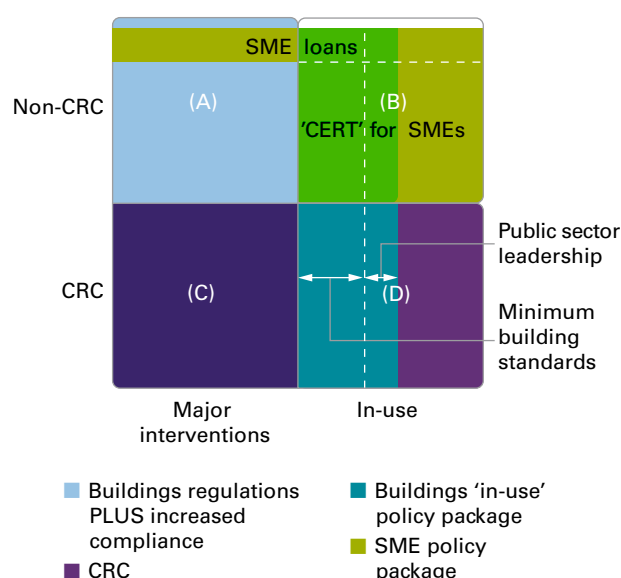 SME loans
Non-CRC
(A)
(B)
'CERT' for SMEs
Public sector
leadership
CRC
(C)
(D)
Minimum
building
standards
Major
interventions
In-use
Buildings regulations
PLUS increased
compliance
CRC
Buildings ‘in-use’
policy package
SME policy
package